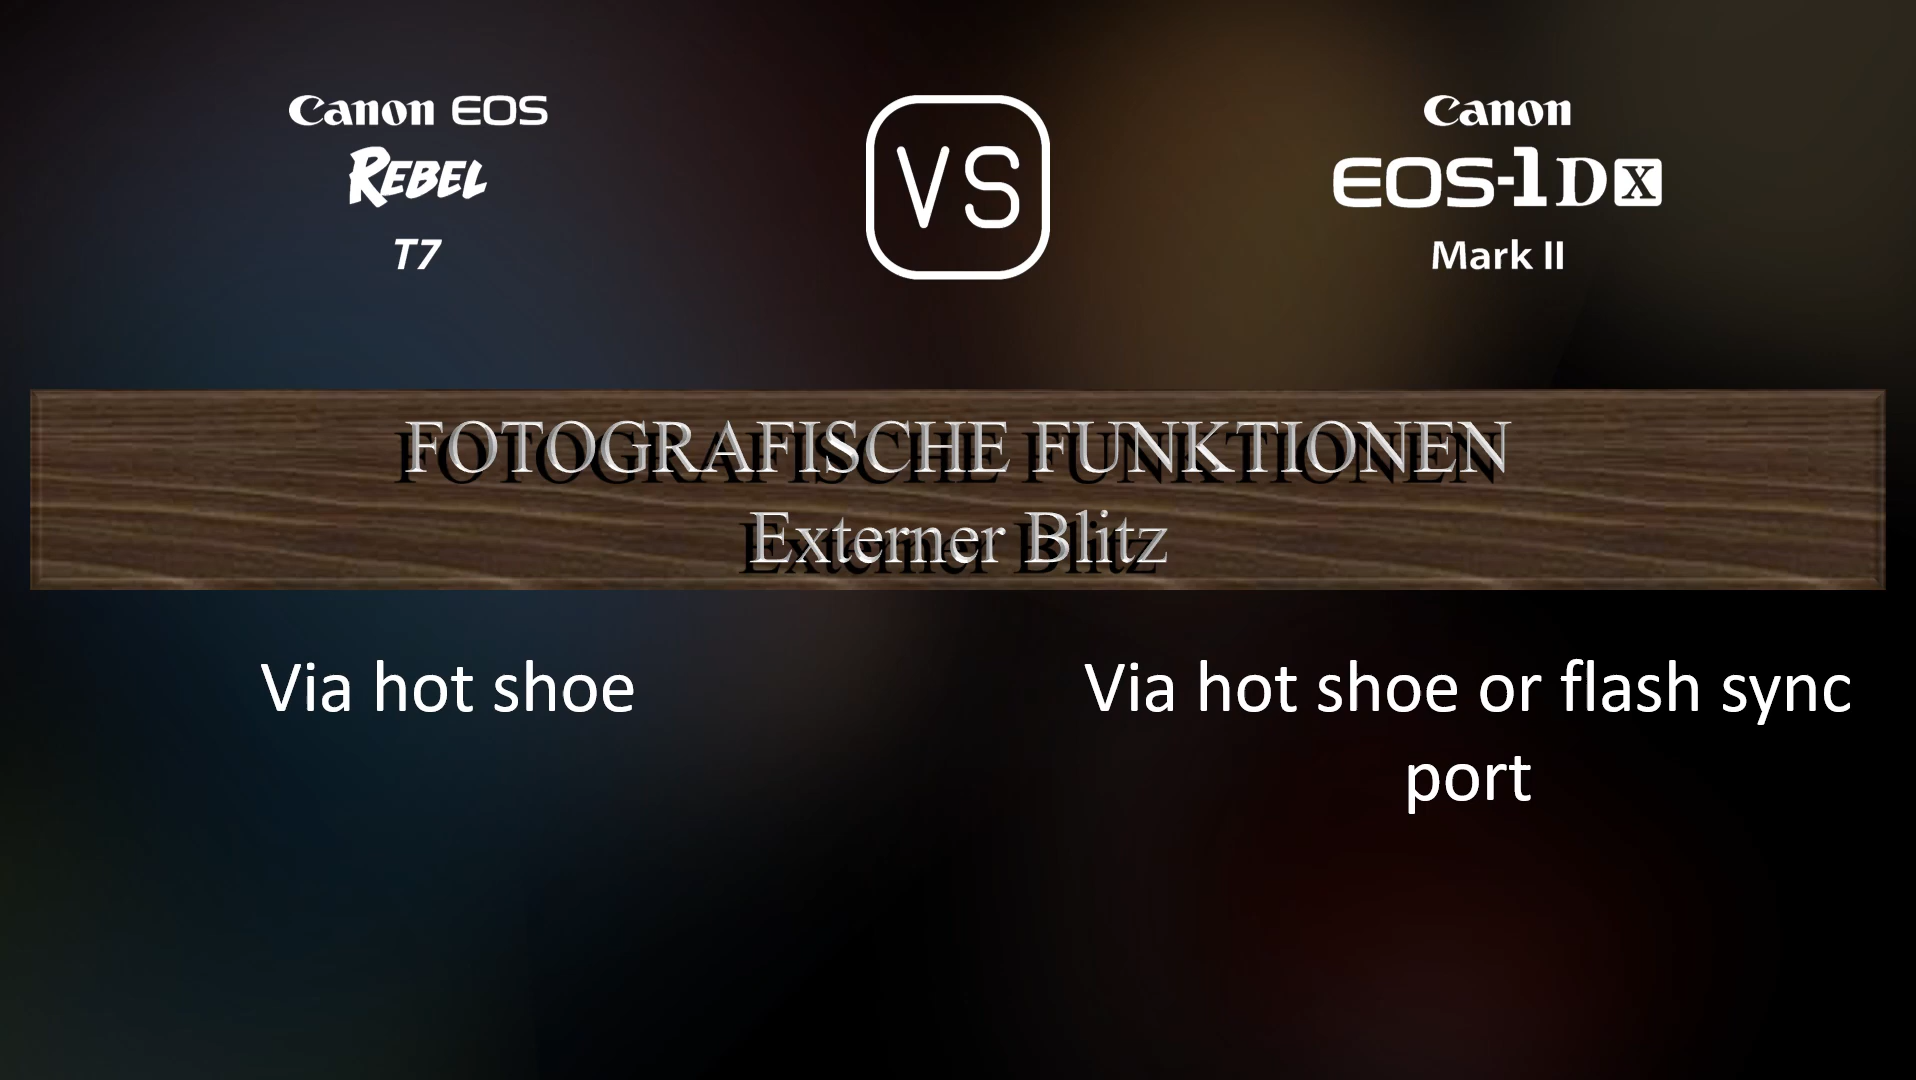 Canon EOS
REBEL
T7
VS
Canon
EOS-1 D X
Mark II
FOTOGRAFISCHE FUNKTIONEN
Externer Blitz
Via hot shoe
Via hot shoe or flash sync
port